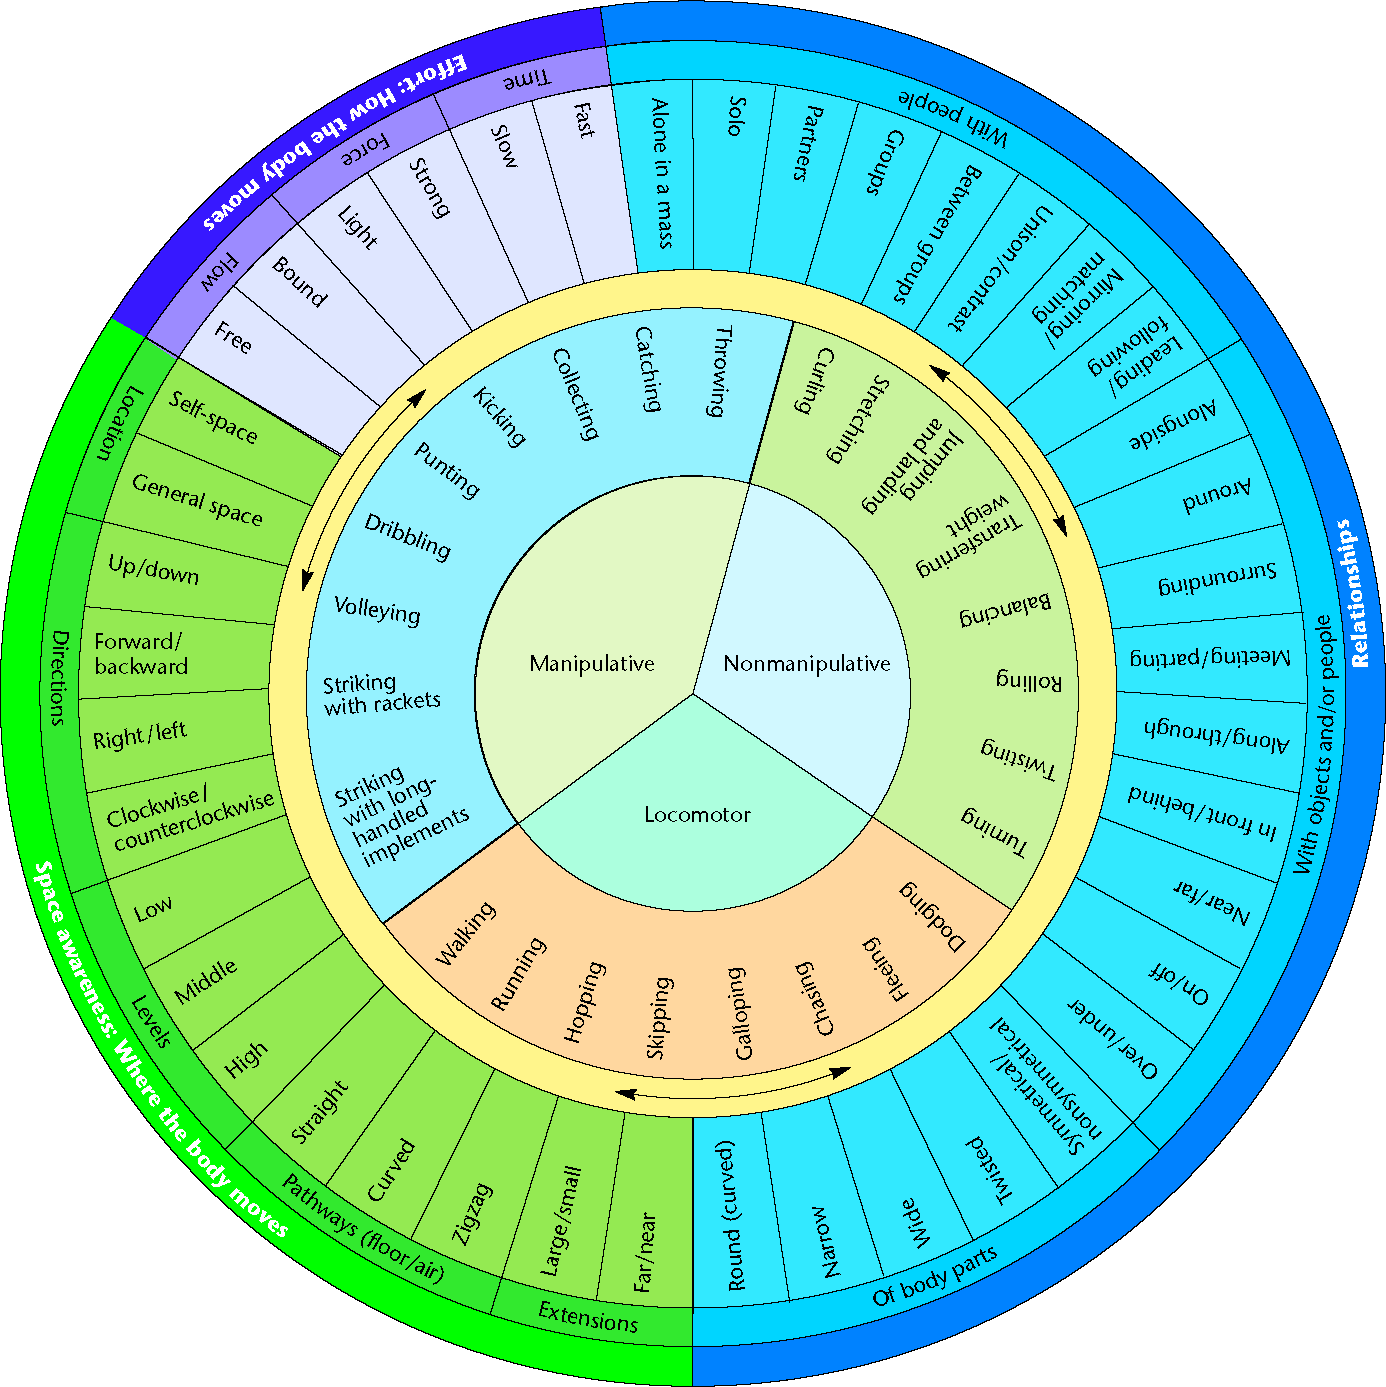 Effort: How the body moves
Time
Force
Flow
Fast
Slow
Strong
Light
Bound
Free
Relationships
With people
Alone in a mass
Solo
Partners
Groups
Between groups
Unison/contrast
Mirroring/
matching
Leading/
following
With objects and/or people
Alongside
Around
Surrounding
Meeting/parting
Along/through
In front/behind
Near/far
On/off
Over/under
Of body parts
Symmetrical/
nonsymmetrical
Twisted
Wide
Narrow
Round (curved)
Space awareness: Where the body moves
Location
Self-space
General space
Directions
Up/down
Forward/
backward
Right/left
Clockwise/
counterclockwise
Levels
Low
Middle
High
Pathways (floor/air)
Straight
Curved
Zigzag
Extensions
Large/small
Far/near
Manipulative
Throwing
Catching
Collecting
Kicking
Punting
Dribbling
Volleying
Striking
with rackets
Striking
with long-
handled
implements
Nonmanipulative
Curling
Stretching
Jumping
and landing
Transferring
weight
Balancing
Rolling
Twisting
Turning
Locomotor
Walking
Running
Hopping
Skipping
Galloping
Chasing
Fleeing
Dodging